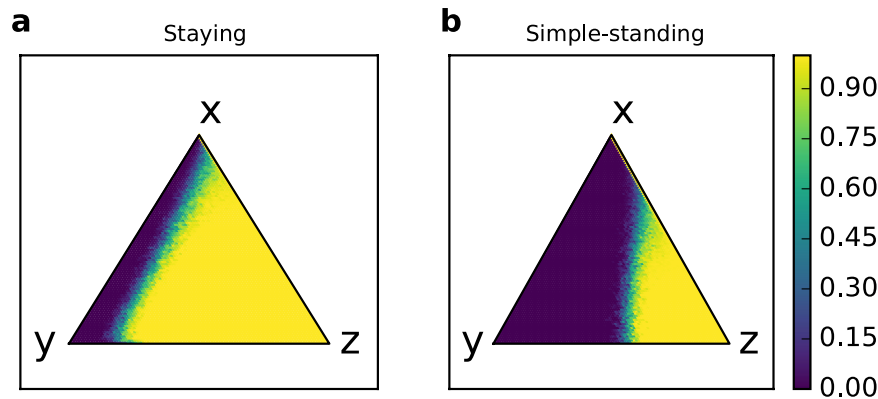 a
Staying
x
y
z
b
Simple-standing
x
y
z
0.90
0.75
0.60
0.45
0.30
0.15
0.00